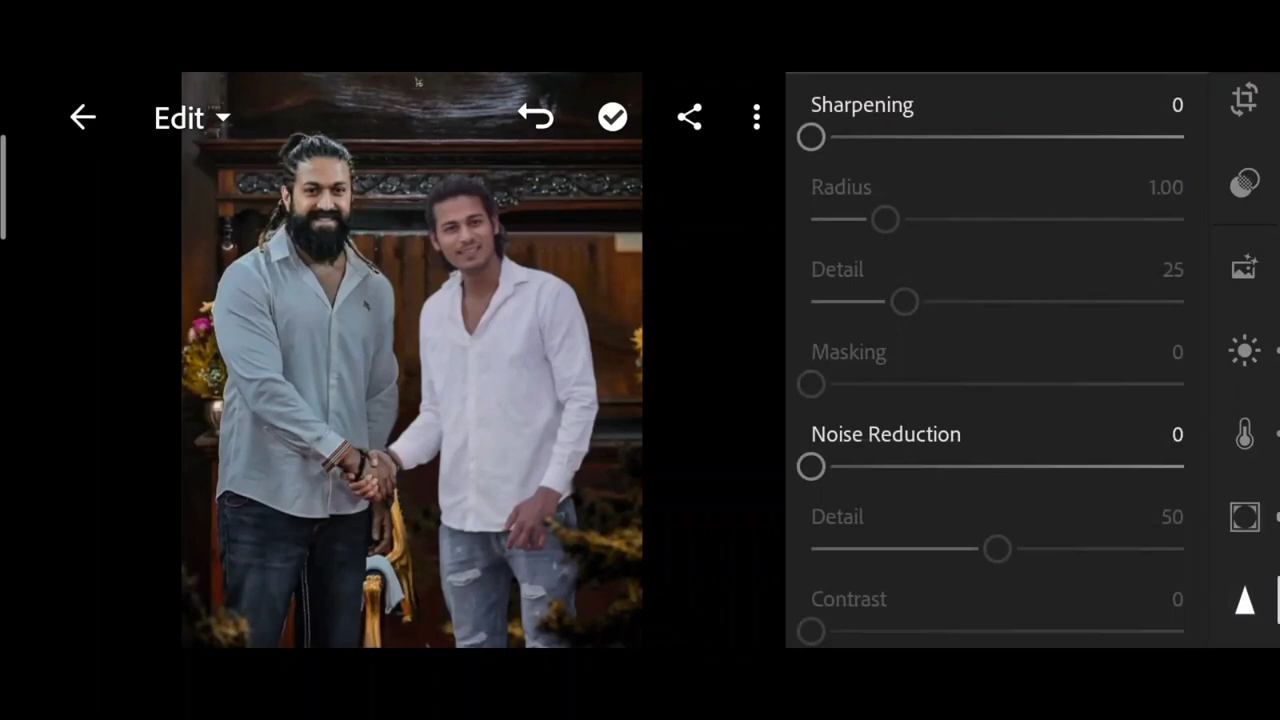 Edit
Sharpening 0
Radius 1.00
Detail 25
Masking 0
Noise Reduction 0
Detail 50
Contrast 0